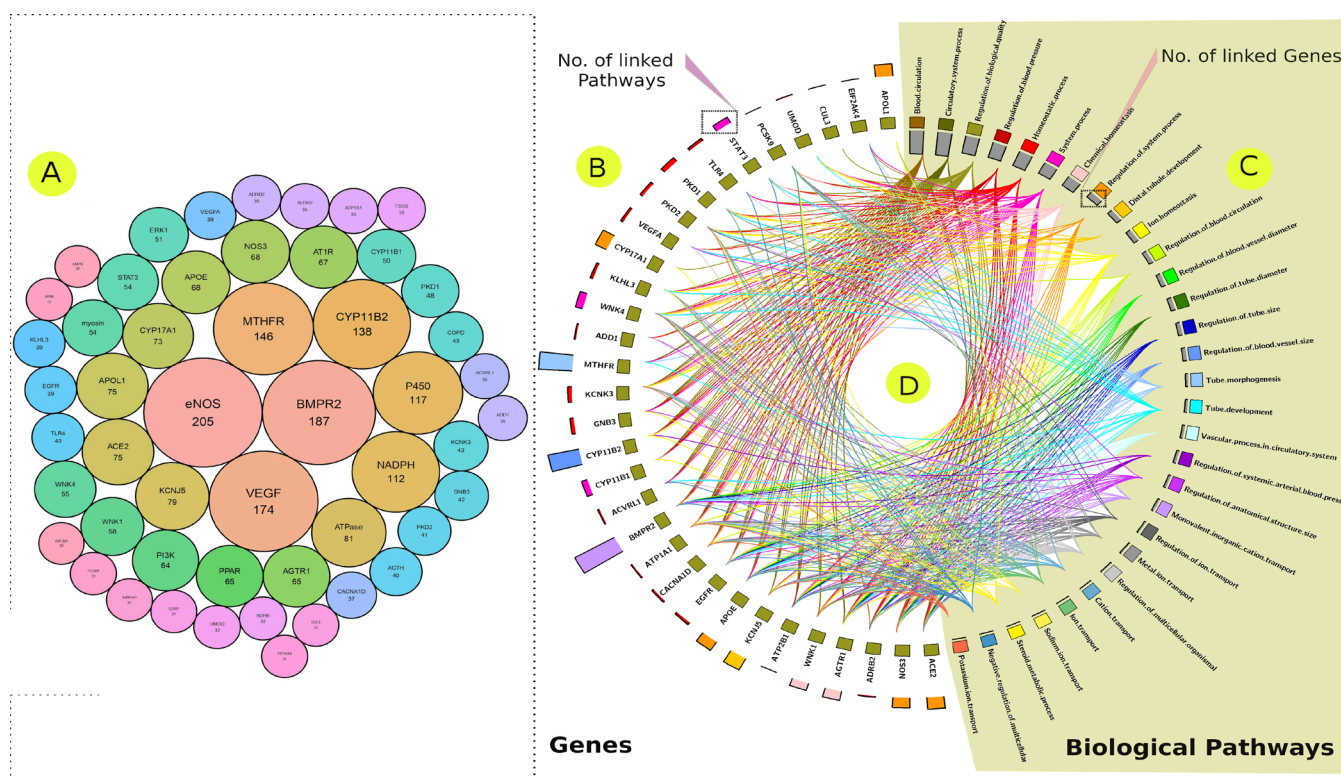 A
ADRB2
VEGFA
39
ERK1
51
NOS3
68
AT1R
67
CYP11B1
50
STAT3
54
APOE
68
PKD1
48
MTHFR
146
CYP11B2
138
myosin
54
CYP17A1
73
COPD
43
KLHL3
39
EGFR
39
APOL1
75
eNOS
205
BMPR2
187
P450
117
ACVRL1
35
ADD1
35
TLR4
43
ACE2
75
KCNK3
43
NADPH
112
WNK4
55
KCNJ5
79
VEGF
174
GNB3
42
WNK1
58
ATPase
81
PKD2
41
PI3K
64
PPAR
65
AGTR1
65
CACNA1D
37
ACTH
40
UMOD
32
No. of linked
Pathways
B
APOL1
EIF2AK4
CUL3
UMOD
PCSK9
STAT3
TLR4
PKD1
PKD2
VEGFA
CYP17A1
KLHL3
WNK4
ADD1
MTHFR
KCNK3
GNB3
CYP11B2
CYP11B1
ACVRL1
BMPR2
ATP1A1
CACNA1D
EGFR
APOE
KCNJ5
ATP2B1
WNK1
AGTR1
ADRB2
NOS3
ACE2
Genes
D
No. of linked Genes
C
Blood.circulation
Circulatory.system.process
Regulation.of.biological.quality
Regulation.of.blood.pressure
Homeostatic.process
System.process
Chemical.homeostasis
Regulation.of.system.process
Distal.tubule.development
Ion.homeostasis
Regulation.of.blood.circulation
Regulation.of.blood.vessel.diameter
Regulation.of.tube.diameter
Regulation.of.tube.size
Regulation.of.blood.vessel.size
Tube.morphogenesis
Tube.development
Vascular.process.in.circulatory.system
Regulation.of.systemic.arterial.blood.pres
Regulation.of.anatomical.structure.size
Monovalent.inorganic.cation.transport
Regulation.of.ion.transport
Metal.ion.transport
Regulation.of.multicellular.organismal
Cation.transport
Ion.transport
Sodium.ion.transport
Steroid.metabolic.process
Negative.regulation.of.multicellular
Potassium.ion.transport
Biological Pathways